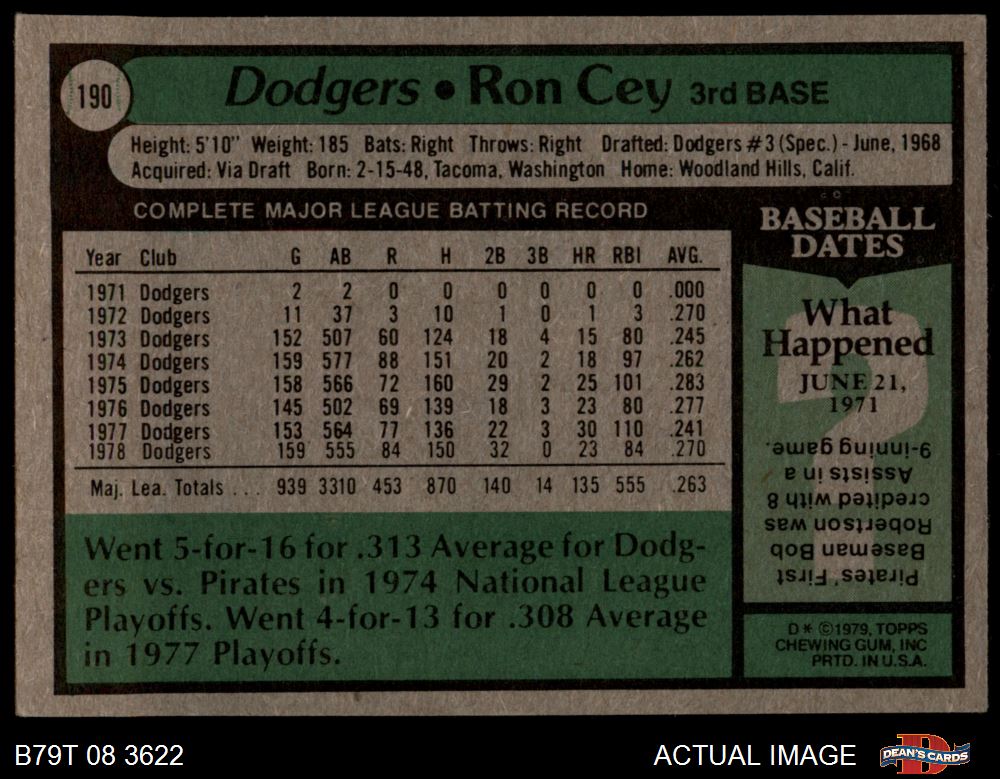 190
Dodgers • Ron Cey 3rd BASE
Height: 5'10" Weight: 185 Bats: Right Throws: Right Drafted: Dodgers #3 (Spec.) - June, 1968
Acquired: Via Draft Born: 2-15-48, Tacoma, Washington Home: Woodland Hills, Calif.
COMPLETE MAJOR LEAGUE BATTING RECORD
Year Club G AB R H 2B 3B HR RBI AVG.
1971 Dodgers 2 2 0 0 0 0 0 0 .000
1972 Dodgers 11 37 3 10 1 0 1 3 .270
1973 Dodgers 152 507 60 124 18 4 15 80 .245
1974 Dodgers 159 577 88 151 20 2 18 97 .262
1975 Dodgers 158 566 72 160 29 2 25 101 .283
1976 Dodgers 145 502 69 139 18 3 23 80 .277
1977 Dodgers 153 564 77 136 22 3 30 110 .241
1978 Dodgers 159 555 84 150 32 0 23 84 .270
Maj. Lea. Totals ... 939 3310 453 870 140 14 135 555 .263
Went 5-for-16 for .313 Average for Dodg-
ers vs. Pirates in 1974 National League
Playoffs. Went 4-for-13 for .308 Average
in 1977 Playoffs.
BASEBALL
DATES
What
Happened
JUNE 21,
1971
Pirates' First
Baseman Bob
Robertson was
credited with 8
Assists in a
9-inning game.
D* ©1979, TOPPS
CHEWING GUM, INC
PRTD. IN U.S.A.
B79T 08 3622
ACTUAL IMAGE
DEAN'S CARDS